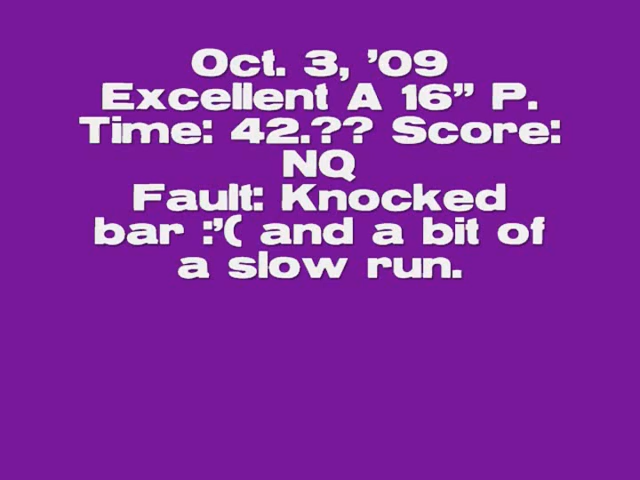 Oct. 3, '09
Excellent A 16" P.
Time: 42.?? Score:
NQ
Fault: Knocked
bar :'( and a bit of
a slow run.